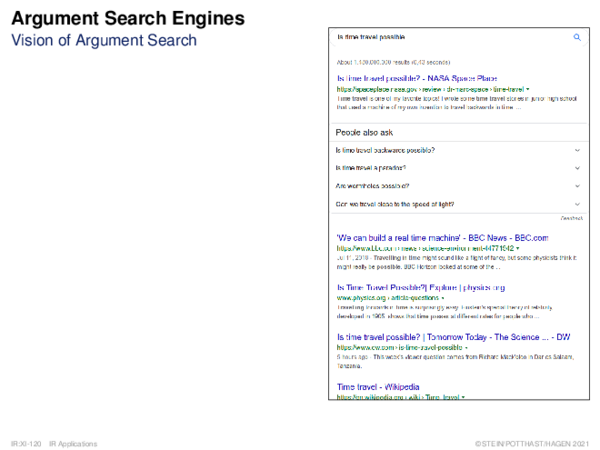 Argument Search Engines
Vision of Argument Search
Is time travel possible
About 1,130,000,000 results (0,43 seconds)
Is time travel possible? - NASA Space Place
https://spaceplace.nasa.gov › review › dr-marc-space › time-travel
Time travel is one of my favorite topics! I wrote some time travel stories in junior high school
that used a machine of my own invention to travel backwards in time ...
People also ask
Is time travel backwards possible?
Is time travel a paradox?
Are wormholes possible?
Can we travel close to the speed of light?
Feedback
'We can build a real time machine' - BBC News - BBC.com
https://www.bbc.com › news › science-environment-44771942
Jul 11, 2018 - Travelling in time might sound like a flight of fancy, but some physicists think it
might really be possible. BBC Horizon looked at some of the ...
Is Time Travel Possible?| Explore | physics.org
www.physics.org › article-questions
Travelling forwards in time is surprisingly easy. Einstein's special theory of relativity,
developed in 1905, shows that time passes at different rates for people who ...
Is time travel possible? | Tomorrow Today - The Science ... - DW
https://www.dw.com › is-time-travel-possible
5 hours ago - This week's viewer question comes from Richard in Dar es Salaam,
Tanzania.
Time travel - Wikipedia
https://en.wikipedia.org › wiki › Time_travel
IR:XI-120 IR Applications
©STEIN/POTTHAST/HAGEN 2021